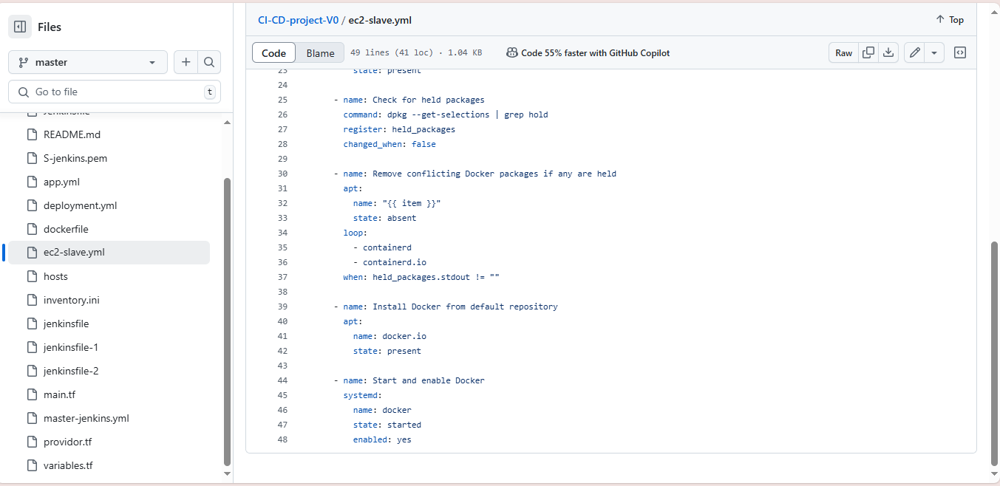 Files
master
Go to file
t
Jenkinsfile
README.md
S-jenkins.pem
app.yml
deployment.yml
dockerfile
ec2-slave.yml
hosts
inventory.ini
jenkinsfile
jenkinsfile-1
jenkinsfile-2
main.tf
master-jenkins.yml
providor.tf
variables.tf
CI-CD-project-V0 / ec2-slave.yml
Top
Code Blame 49 lines (41 loc) · 1.04 KB Code 55% faster with GitHub Copilot Raw
23 state: present
24
25 - name: Check for held packages
26 command: dpkg --get-selections | grep hold
27 register: held_packages
28 changed_when: false
29
30 - name: Remove conflicting Docker packages if any are held
31 apt:
32 name: "{{ item }}"
33 state: absent
34 loop:
35 - containerd
36 - containerd.io
37 when: held_packages.stdout != ""
38
39 - name: Install Docker from default repository
40 apt:
41 name: docker.io
42 state: present
43
44 - name: Start and enable Docker
45 systemd:
46 name: docker
47 state: started
48 enabled: yes